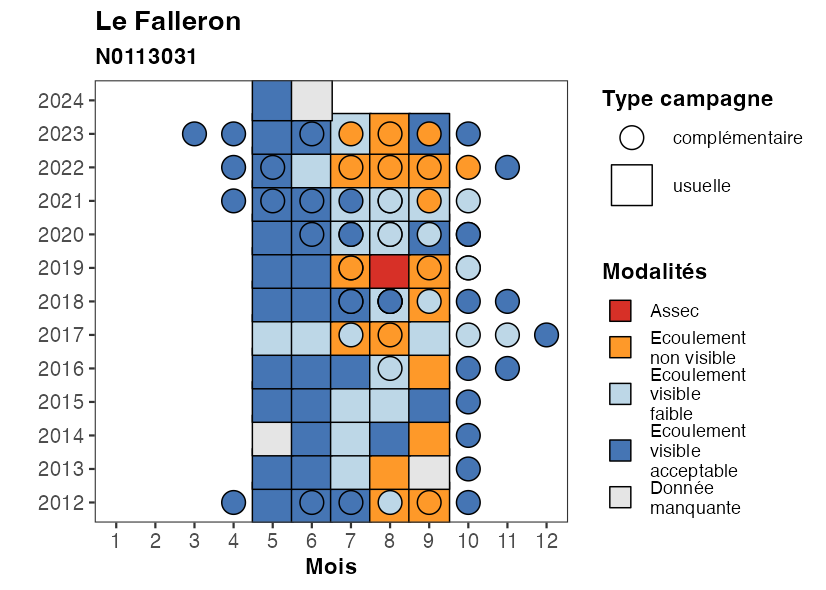 Le Falleron
N0113031
2024
2023
2022
2021
2020
2019
2018
2017
2016
2015
2014
2013
2012
1 2 3 4 5 6 7 8 9 10 11 12
Mois
Type campagne
complémentaire
usuelle
Modalités
Assec
Ecoulement
non visible
Ecoulement
visible
faible
Ecoulement
visible
acceptable
Donnée
manquante